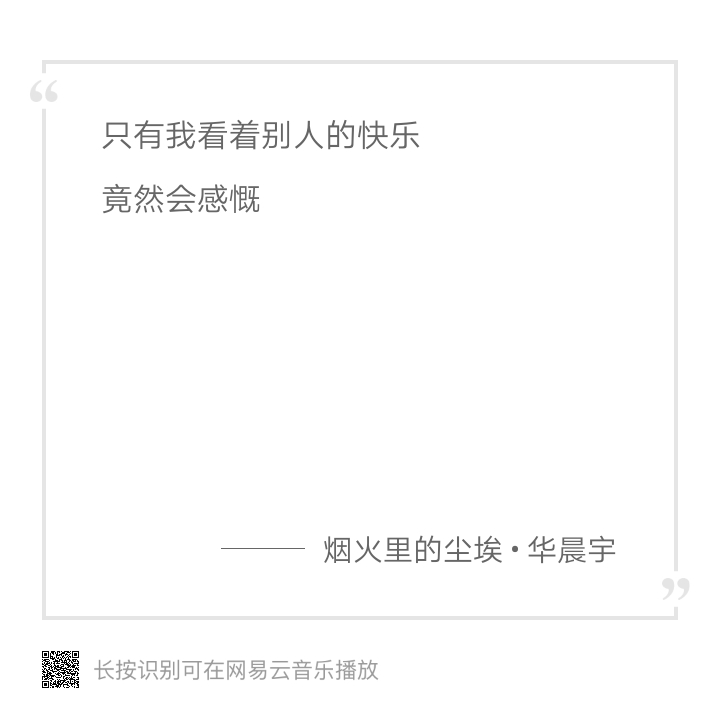 “
只有我看着别人的快乐
竟然会感慨
—— 烟火里的尘埃·华晨宇
”
长按识别可在网易云音乐播放